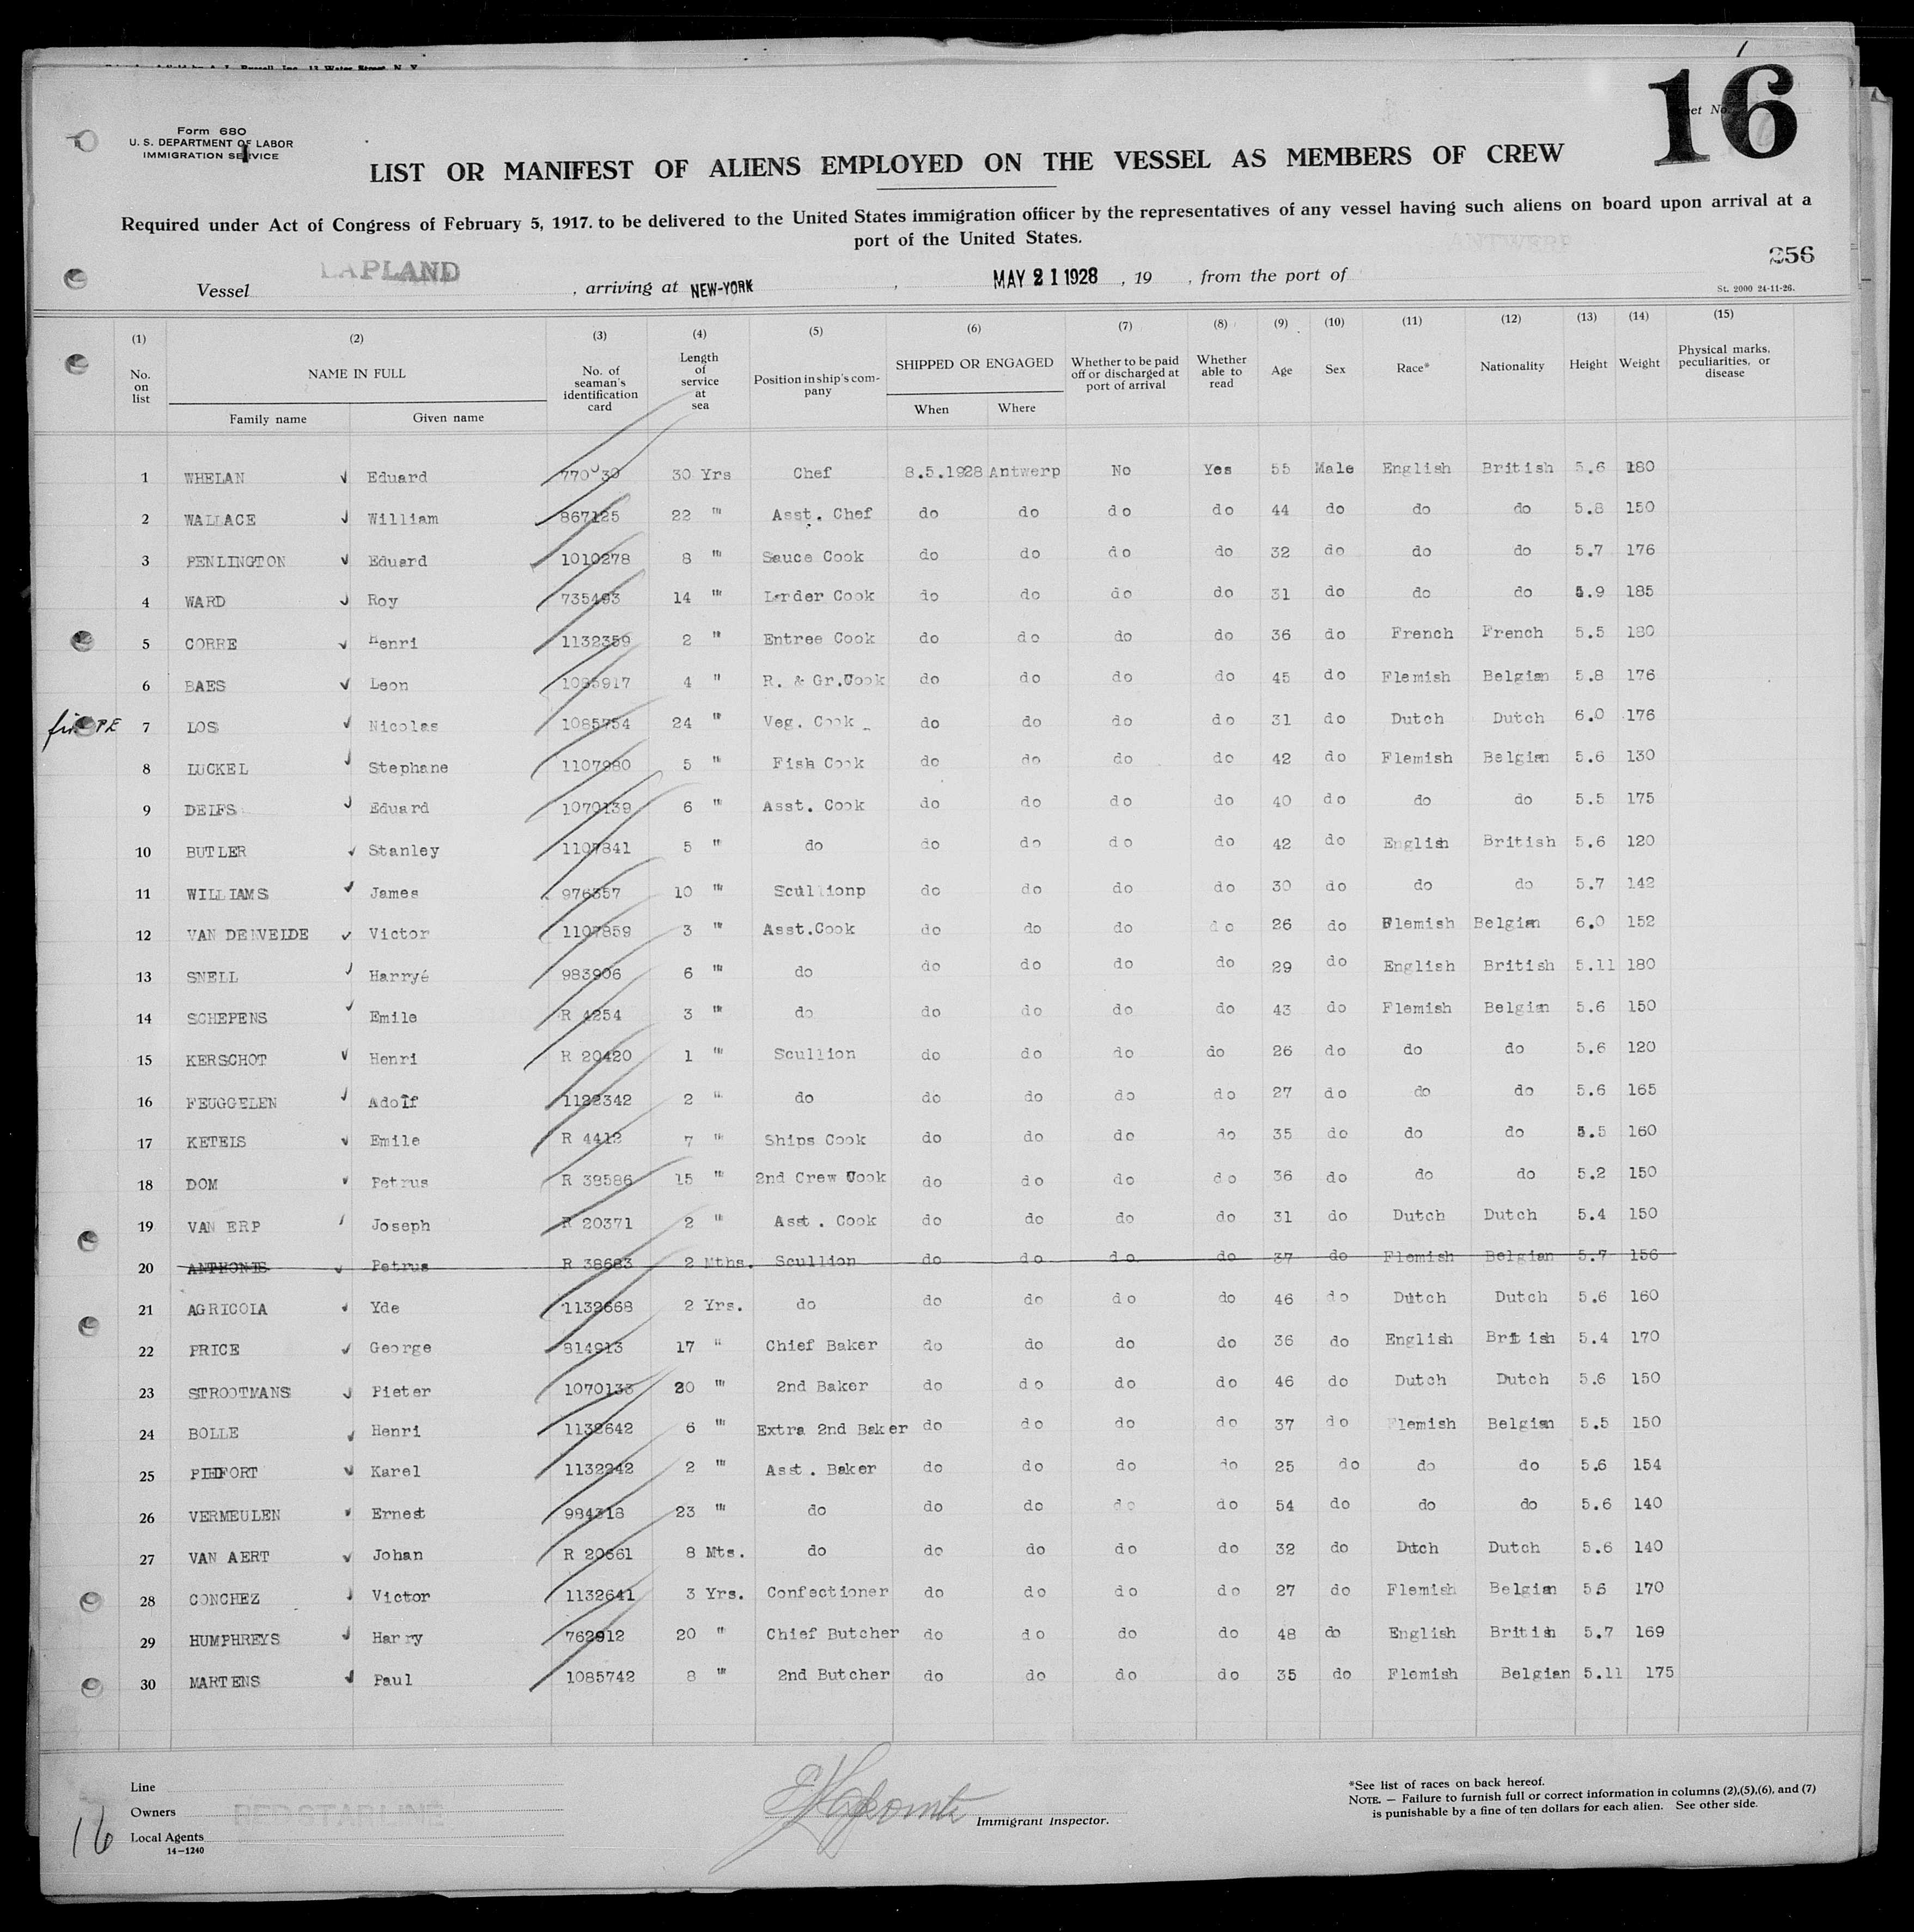 16
Form 680
U. S. DEPARTMENT OF LABOR
IMMIGRATION SERVICE
LIST OR MANIFEST OF ALIENS EMPLOYED ON THE VESSEL AS MEMBERS OF CREW
Required under Act of Congress of February 5, 1917. to be delivered to the United States immigration officer by the representatives of any vessel having such aliens on board upon arrival at a
port of the United States.
ANTWERP
256
Vessel LAPLAND , arriving at NEW-YORK , MAY 21 1928 , 19 , from the port of
St. 2000 24-11-26.
(1) (2) (3) (4) (5) (6) (7) (8) (9) (10) (11) (12) (13) (14) (15)
No. on list NAME IN FULL No. of seaman's identification card Length of service at sea Position in ship's company SHIPPED OR ENGAGED Whether to be paid off or discharged at port of arrival Whether able to read Age Sex Race* Nationality Height Weight Physical marks, peculiarities, or disease
Family name Given name When Where
1 WHELAN Eduard 30 Yrs Chef 8.5.1928 Antwerp No Yes 55 Male English British 5.6 180
2 WALLACE William 867125 22 " Asst. Chef do do do do 44 do do do 5.8 150
3 PENLINGTON Eduard 1010278 8 " Sauce Cook do do do do 32 do do do 5.7 176
4 WARD Roy 735493 14 " Larder Cook do do do do 31 do do do 5.9 185
5 CORRE Henri 1132359 2 " Entree Cook do do do do 36 do French French 5.5 180
6 BAES Leon 1085917 4 " R. & Gr.Cook do do do do 45 do Flemish Belgian 5.8 176
7 LOS Nicolas 1085754 24 " Veg. Cook do do do do 31 do Dutch Dutch 6.0 176
8 LUCKEL Stephane 1107980 5 " Fish Cook do do do do 42 do Flemish Belgian 5.6 130
9 DELFS Eduard 1070139 6 " Asst. Cook do do do do 40 do do do 5.5 175
10 BUTLER Stanley 1107841 5 " do do do do do 42 do English British 5.6 120
11 WILLIAMS James 976357 10 " Scullionp do do do do 30 do do do 5.7 142
12 VAN DENVELDE Victor 1107859 3 " Asst.Cook do do do do 26 do Flemish Belgian 6.0 152
13 SNELL Harryé 983906 6 " do do do do do 29 do English British 5.11 180
14 SCHEPENS Emile R 4254 3 " do do do do do 43 do Flemish Belgian 5.6 150
15 KERSCHOT Henri R 20420 1 " Scullion do do do do 26 do do do 5.6 120
16 FEUGGELEN Adolf 1122342 2 " do do do do do 27 do do do 5.6 165
17 KETELS Emile R 4412 7 " Ships Cook do do do do 35 do do do 5.5 160
18 DOM Petrus R 38586 15 " 2nd Crew Cook do do do do 36 do do do 5.2 150
19 VAN ERP Joseph R 20371 2 " Asst. Cook do do do do 31 do Dutch Dutch 5.4 150
20 ANTHONIS Petrus R 38683 2 Mths. Scullion do do do do 37 do Flemish Belgian 5.7 156
21 AGRICOLA Yde 1132668 2 Yrs. do do do do do 46 do Dutch Dutch 5.6 160
22 PRICE George 814913 17 " Chief Baker do do do do 36 do English British 5.4 170
23 STROOTMANS Pieter 1070133 20 " 2nd Baker do do do do 46 do Dutch Dutch 5.6 150
24 BOLLE Henri 1132642 6 " Extra 2nd Baker do do do do 37 do Flemish Belgian 5.5 150
25 Karel 1132242 2 " Asst. Baker do do do do 25 do do do 5.6 154
26 VERMEULEN Ernest 984318 23 " do do do do do 54 do do do 5.6 140
27 VAN AERT Johan R 20661 8 Mts. do do do do do 32 do Dutch Dutch 5.6 140
28 CONCHEZ Victor 1132641 3 Yrs. Confectioner do do do do 27 do Flemish Belgian 56 170
29 HUMPHREYS Harry 762912 20 " Chief Butcher do do do do 48 do English British 5.7 169
30 MARTENS Paul 1085742 8 " 2nd Butcher do do do do 35 do Flemish Belgian 5.11 175
Line
Owners RED STAR LINE
Local Agents
14—1240
16
Immigrant Inspector.
*See list of races on back hereof.
NOTE. — Failure to furnish full or correct information in columns (2),(5),(6), and (7)
is punishable by a fine of ten dollars for each alien. See other side.